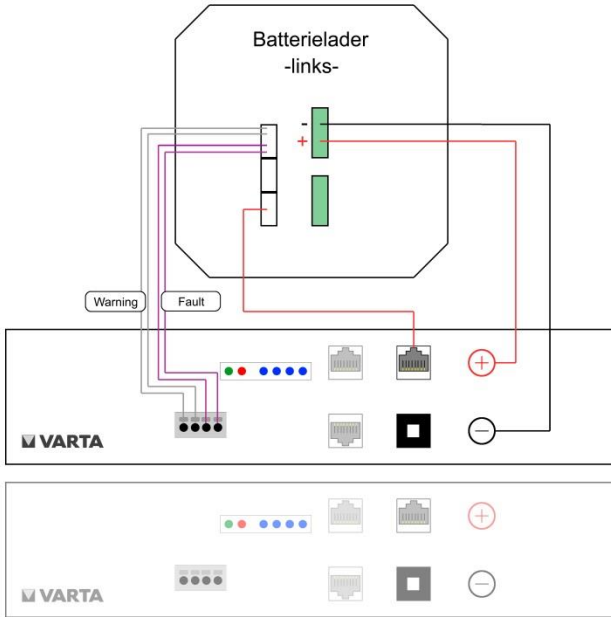 Batterielader
-links-
-
+
Warning
Fault
+
VARTA
−
+
VARTA
−